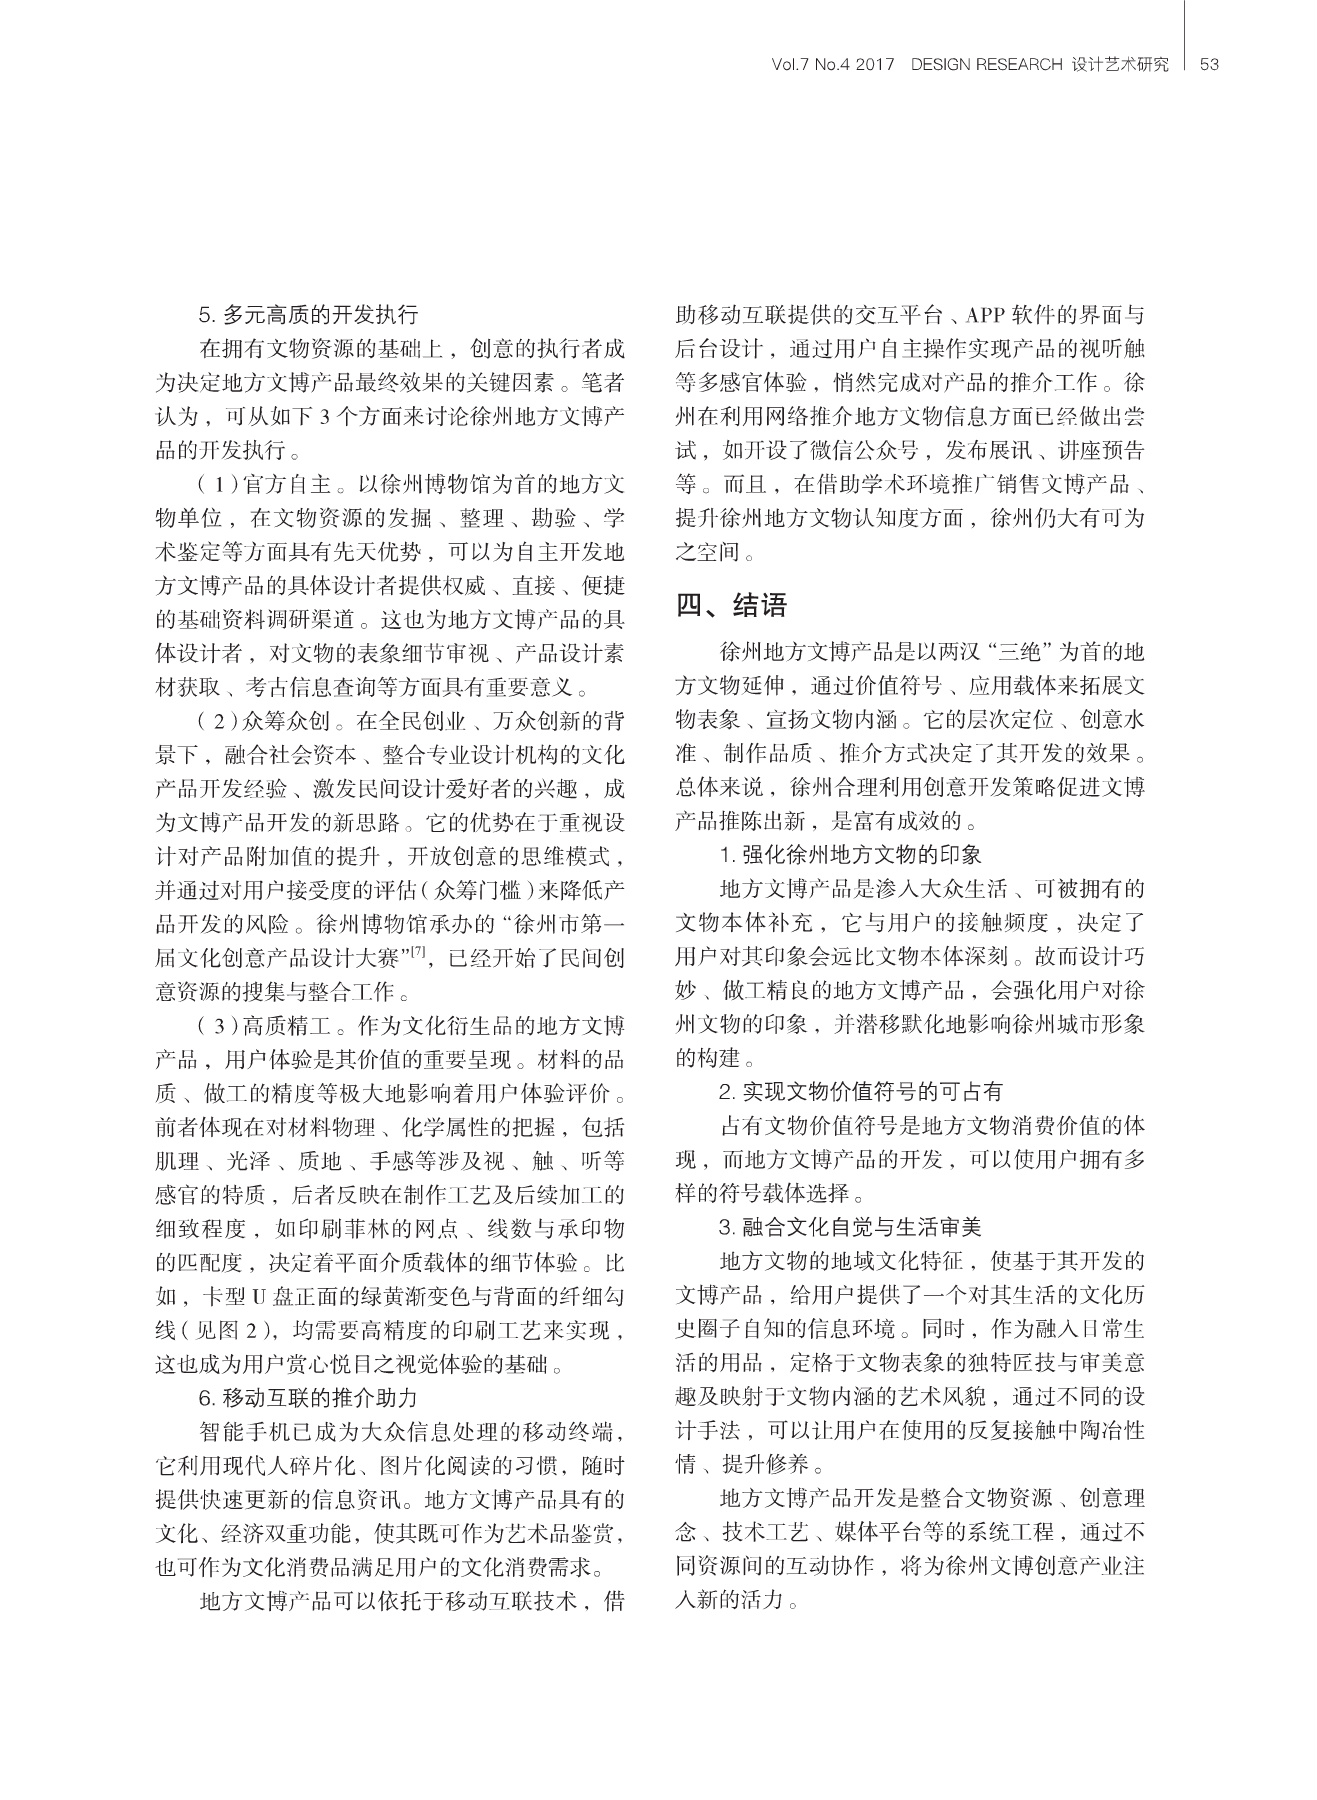 Vol.7 No.4 2017 DESIGN RESEARCH 设计艺术研究 53
5. 多元高质的开发执行
在拥有文物资源的基础上，创意的执行者成
为决定地方文博产品最终效果的关键因素。笔者
认为，可从如下 3 个方面来讨论徐州地方文博产
品的开发执行。
（1）官方自主。以徐州博物馆为首的地方文
物单位，在文物资源的发掘、整理、勘验、学
术鉴定等方面具有先天优势，可以为自主开发地
方文博产品的具体设计者提供权威、直接、便捷
的基础资料调研渠道。这也为地方文博产品的具
体设计者，对文物的表象细节审视、产品设计素
材获取、考古信息查询等方面具有重要意义。
（2）众筹众创。在全民创业、万众创新的背
景下，融合社会资本、整合专业设计机构的文化
产品开发经验、激发民间设计爱好者的兴趣，成
为文博产品开发的新思路。它的优势在于重视设
计对产品附加值的提升，开放创意的思维模式，
并通过对用户接受度的评估（众筹门槛）来降低产
品开发的风险。徐州博物馆承办的“徐州市第一
届文化创意产品设计大赛”[7]，已经开始了民间创
意资源的搜集与整合工作。
（3）高质精工。作为文化衍生品的地方文博
产品，用户体验是其价值的重要呈现。材料的品
质、做工的精度等极大地影响着用户体验评价。
前者体现在对材料物理、化学属性的把握，包括
肌理、光泽、质地、手感等涉及视、触、听等
感官的特质，后者反映在制作工艺及后续加工的
细致程度，如印刷菲林的网点、线数与承印物
的匹配度，决定着平面介质载体的细节体验。比
如，卡型 U 盘正面的绿黄渐变色与背面的纤细勾
线（见图 2），均需要高精度的印刷工艺来实现，
这也成为用户赏心悦目之视觉体验的基础。
6. 移动互联的推介助力
智能手机已成为大众信息处理的移动终端，
它利用现代人碎片化、图片化阅读的习惯，随时
提供快速更新的信息资讯。地方文博产品具有的
文化、经济双重功能，使其既可作为艺术品鉴赏，
也可作为文化消费品满足用户的文化消费需求。
地方文博产品可以依托于移动互联技术，借
助移动互联提供的交互平台、APP 软件的界面与
后台设计，通过用户自主操作实现产品的视听触
等多感官体验，悄然完成对产品的推介工作。徐
州在利用网络推介地方文物信息方面已经做出尝
试，如开设了微信公众号，发布展讯、讲座预告
等。而且，在借助学术环境推广销售文博产品、
提升徐州地方文物认知度方面，徐州仍大有可为
之空间。
四、结语
徐州地方文博产品是以两汉“三绝”为首的地
方文物延伸，通过价值符号、应用载体来拓展文
物表象、宣扬文物内涵。它的层次定位、创意水
准、制作品质、推介方式决定了其开发的效果。
总体来说，徐州合理利用创意开发策略促进文博
产品推陈出新，是富有成效的。
1. 强化徐州地方文物的印象
地方文博产品是渗入大众生活、可被拥有的
文物本体补充，它与用户的接触频度，决定了
用户对其印象会远比文物本体深刻。故而设计巧
妙、做工精良的地方文博产品，会强化用户对徐
州文物的印象，并潜移默化地影响徐州城市形象
的构建。
2. 实现文物价值符号的可占有
占有文物价值符号是地方文物消费价值的体
现，而地方文博产品的开发，可以使用户拥有多
样的符号载体选择。
3. 融合文化自觉与生活审美
地方文物的地域文化特征，使基于其开发的
文博产品，给用户提供了一个对其生活的文化历
史圈子自知的信息环境。同时，作为融入日常生
活的用品，定格于文物表象的独特匠技与审美意
趣及映射于文物内涵的艺术风貌，通过不同的设
计手法，可以让用户在使用的反复接触中陶冶性
情、提升修养。
地方文博产品开发是整合文物资源、创意理
念、技术工艺、媒体平台等的系统工程，通过不
同资源间的互动协作，将为徐州文博创意产业注
入新的活力。